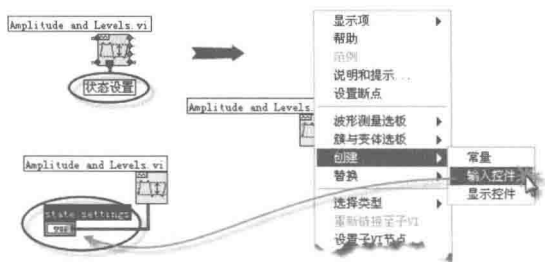 Amplitude and Levels.vi
状态设置
显示项
帮助
范例
说明和提示...
设置断点
Amplitude and Levels.
波形测量选板
簇与变体选板
创建
常量
替换
输入控件
显示控件
选择类型
重新链接至子VI
设置子VI节点
Amplitude and Levels.vi
state settings